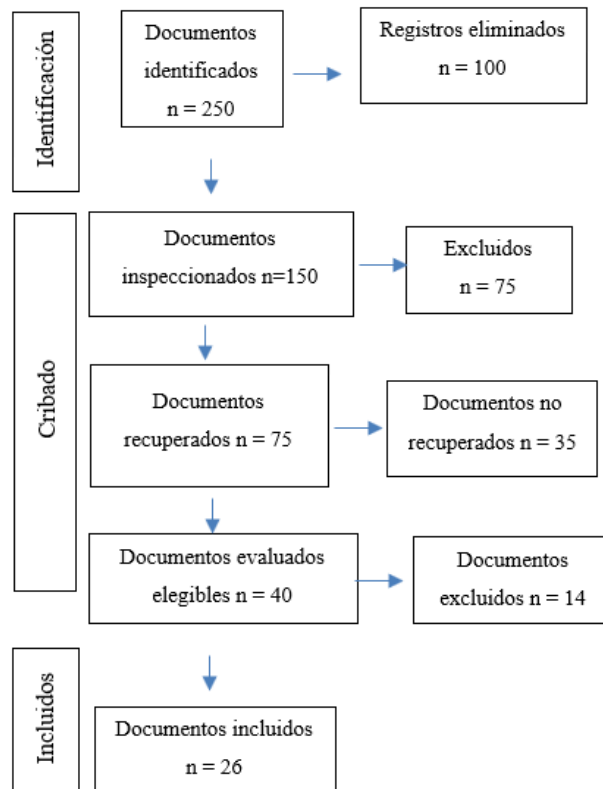 Identificación
Documentos
identificados
n = 250
Registros eliminados
n = 100
Cribado
Documentos
inspeccionados n=150
Excluidos
n = 75
Documentos
recuperados n = 75
Documentos no
recuperados n = 35
Documentos evaluados
elegibles n = 40
Documentos
excluidos n = 14
Incluidos
Documentos incluidos
n = 26